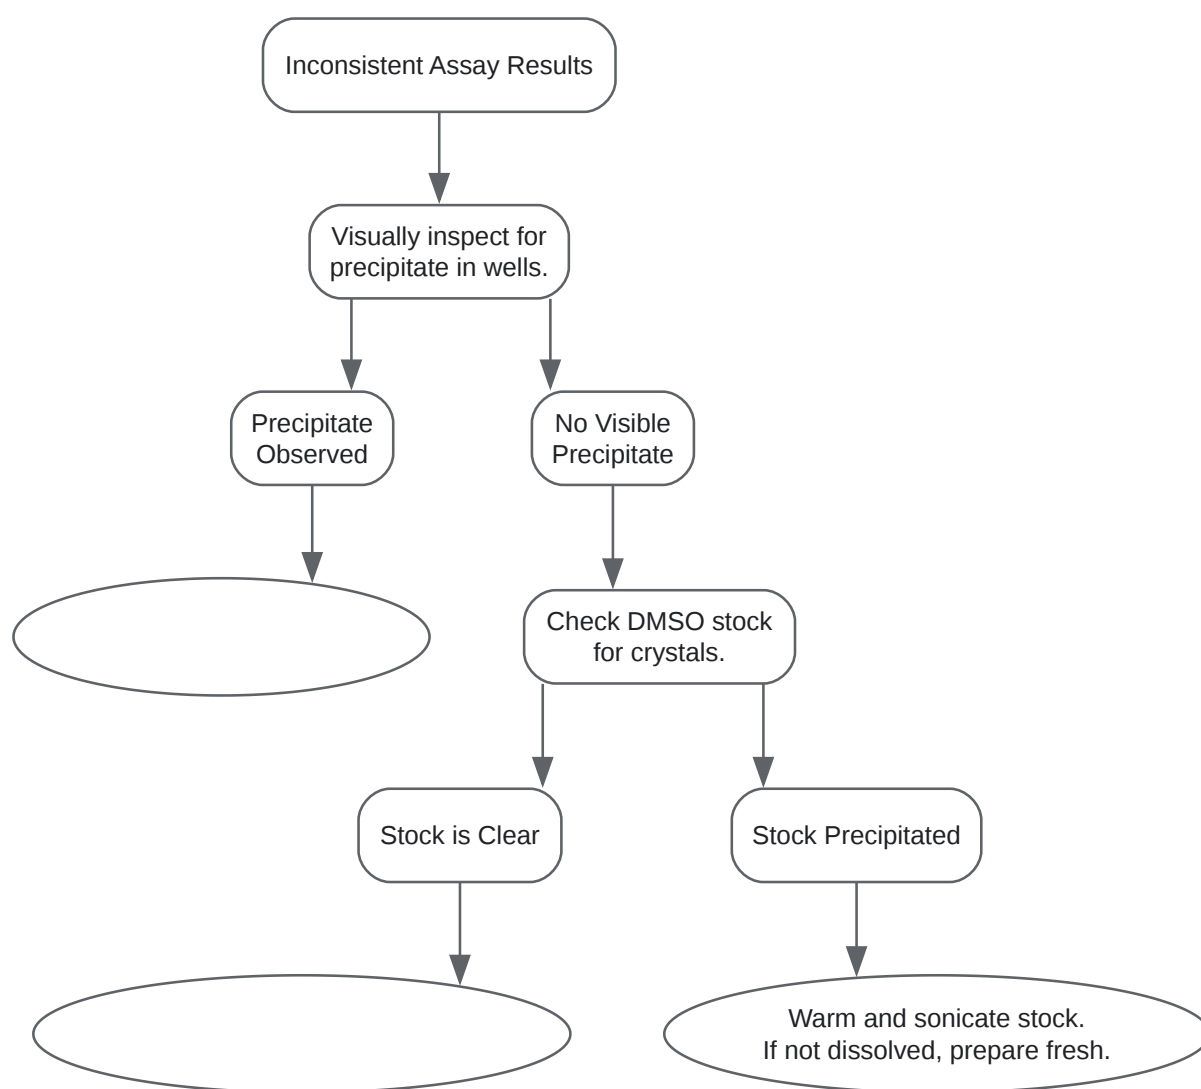 Inconsistent Assay Results
Visually inspect for
precipitate in wells.
Precipitate
Observed
No Visible
Precipitate
Check DMSO stock
for crystals.
Stock is Clear
Stock Precipitated
Warm and sonicate stock.
If not dissolved, prepare fresh.